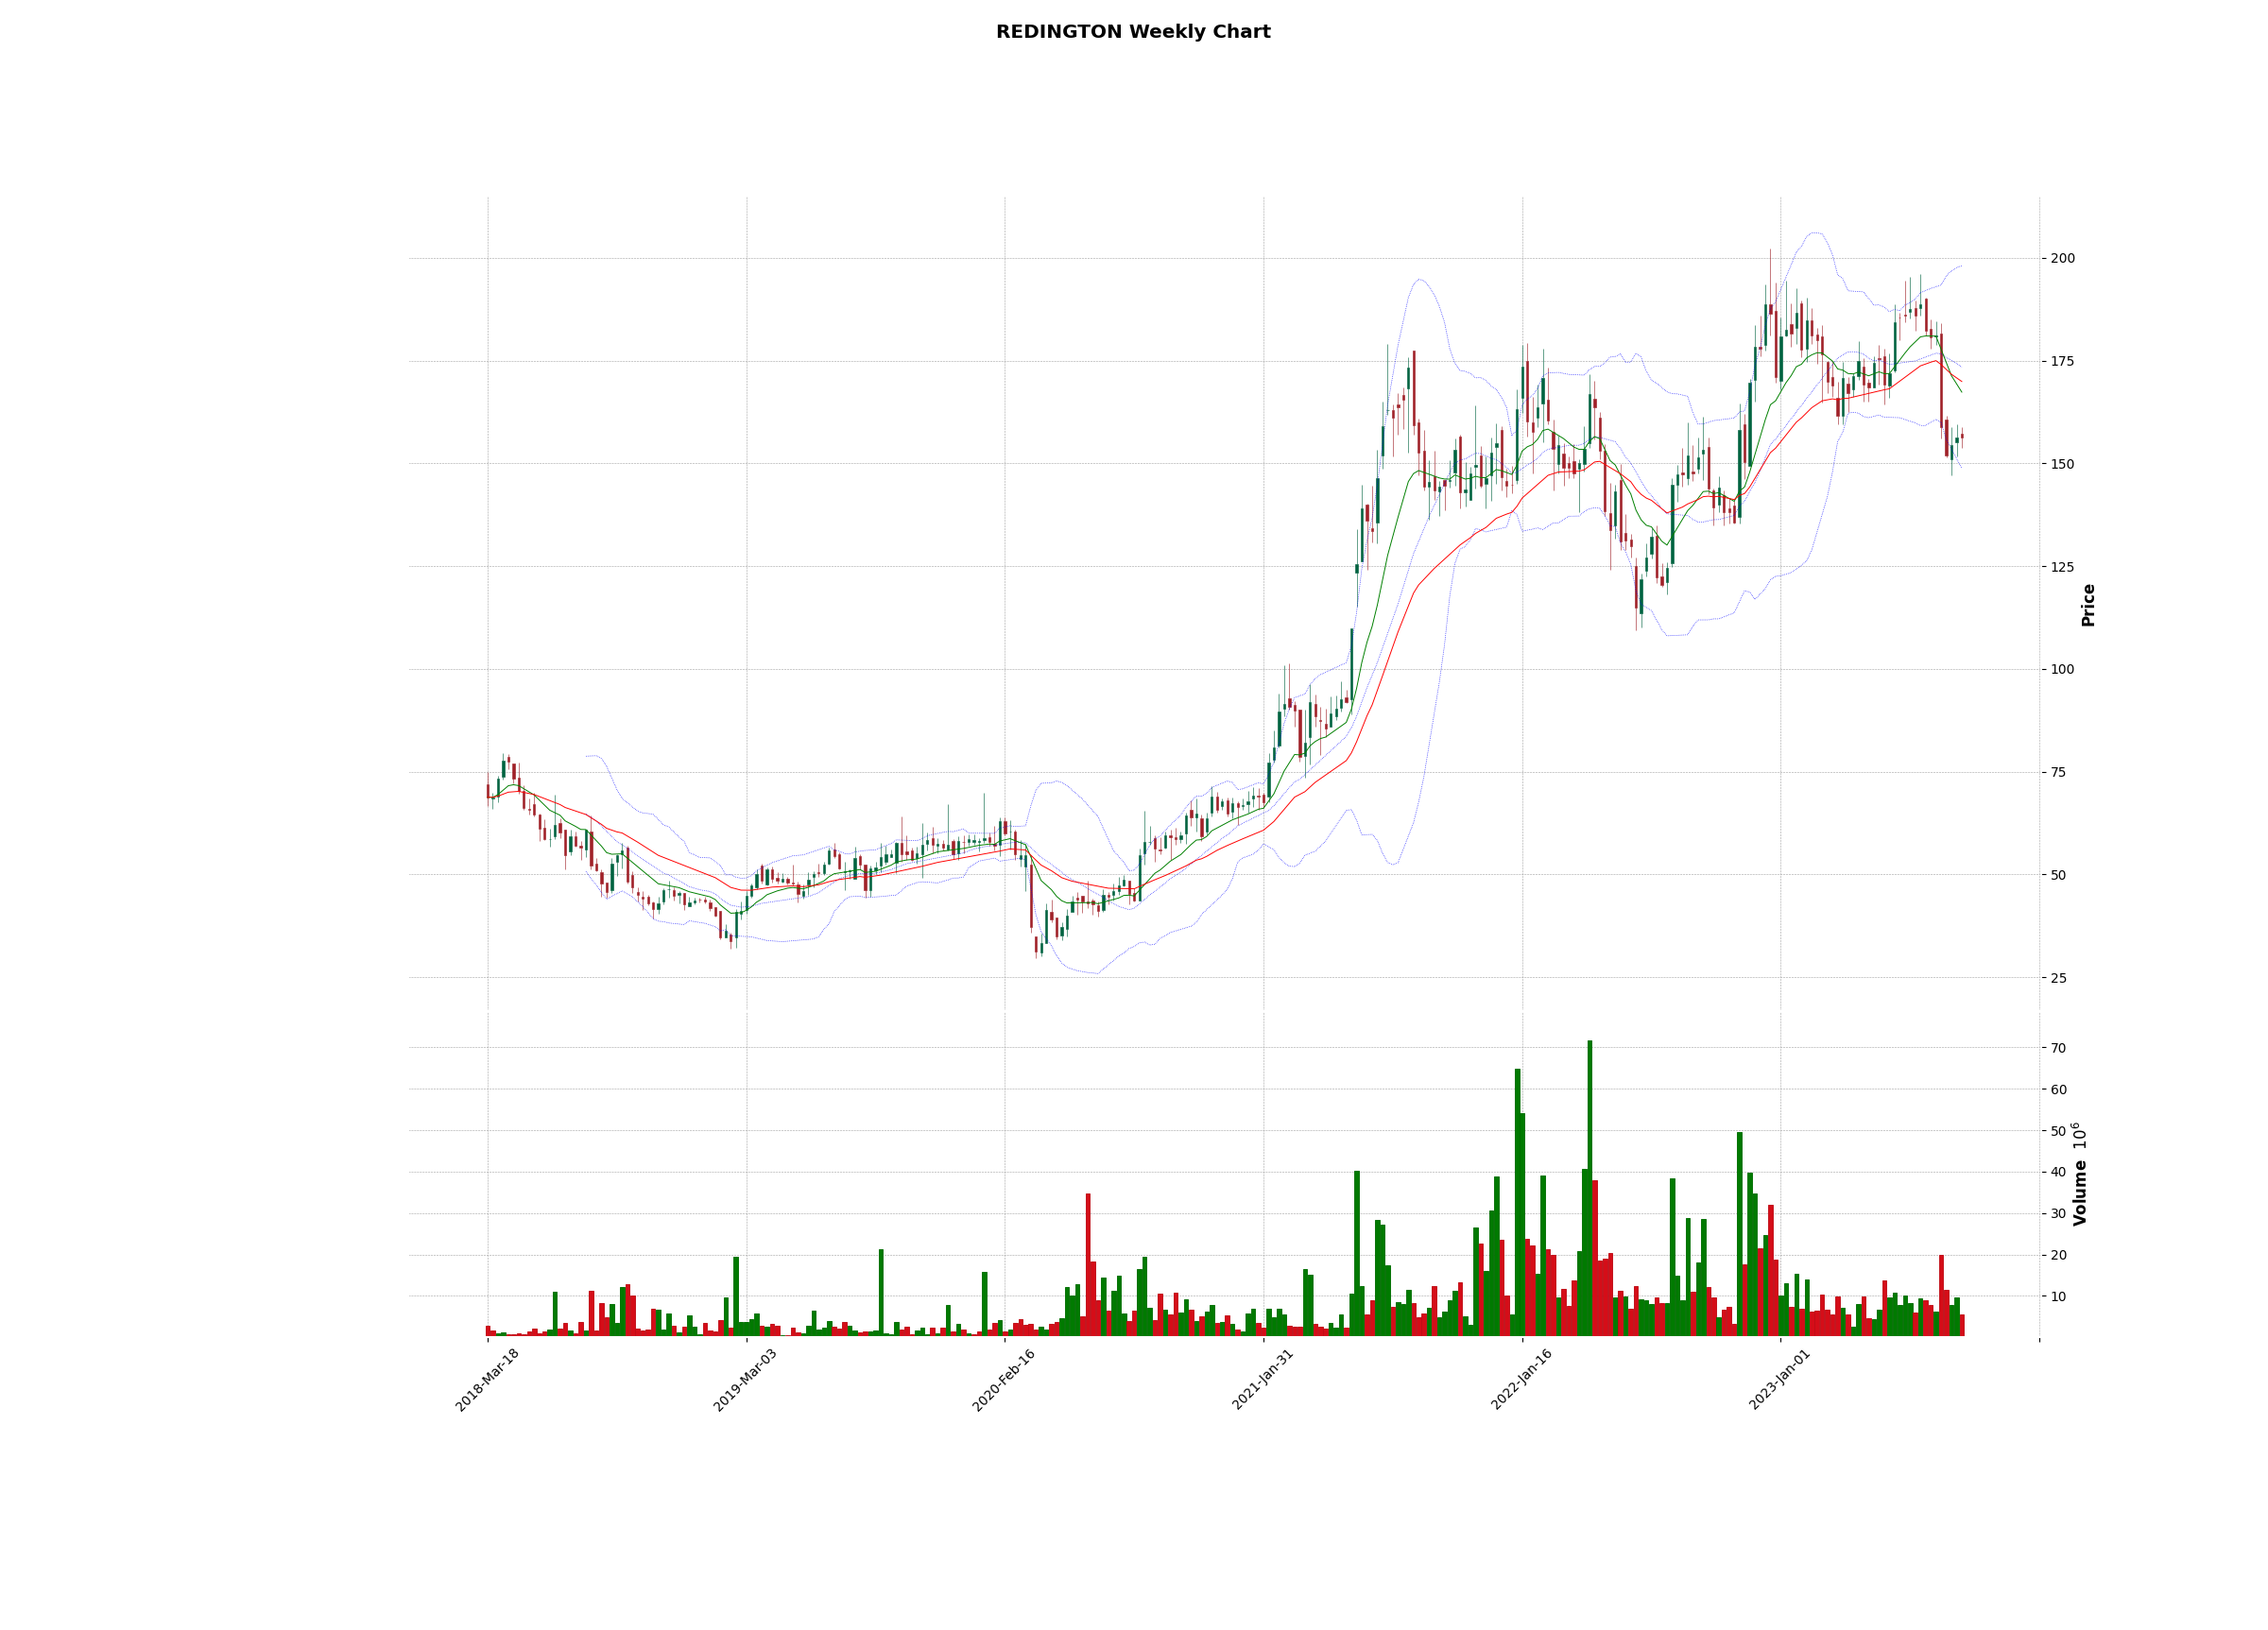 REDINGTON Weekly Chart
200
175
150
125
100
75
50
25
Price
70
60
50
40
30
20
10
Volume 10^6
2018-Mar-18
2019-Mar-03
2020-Feb-16
2021-Jan-31
2022-Jan-16
2023-Jan-01